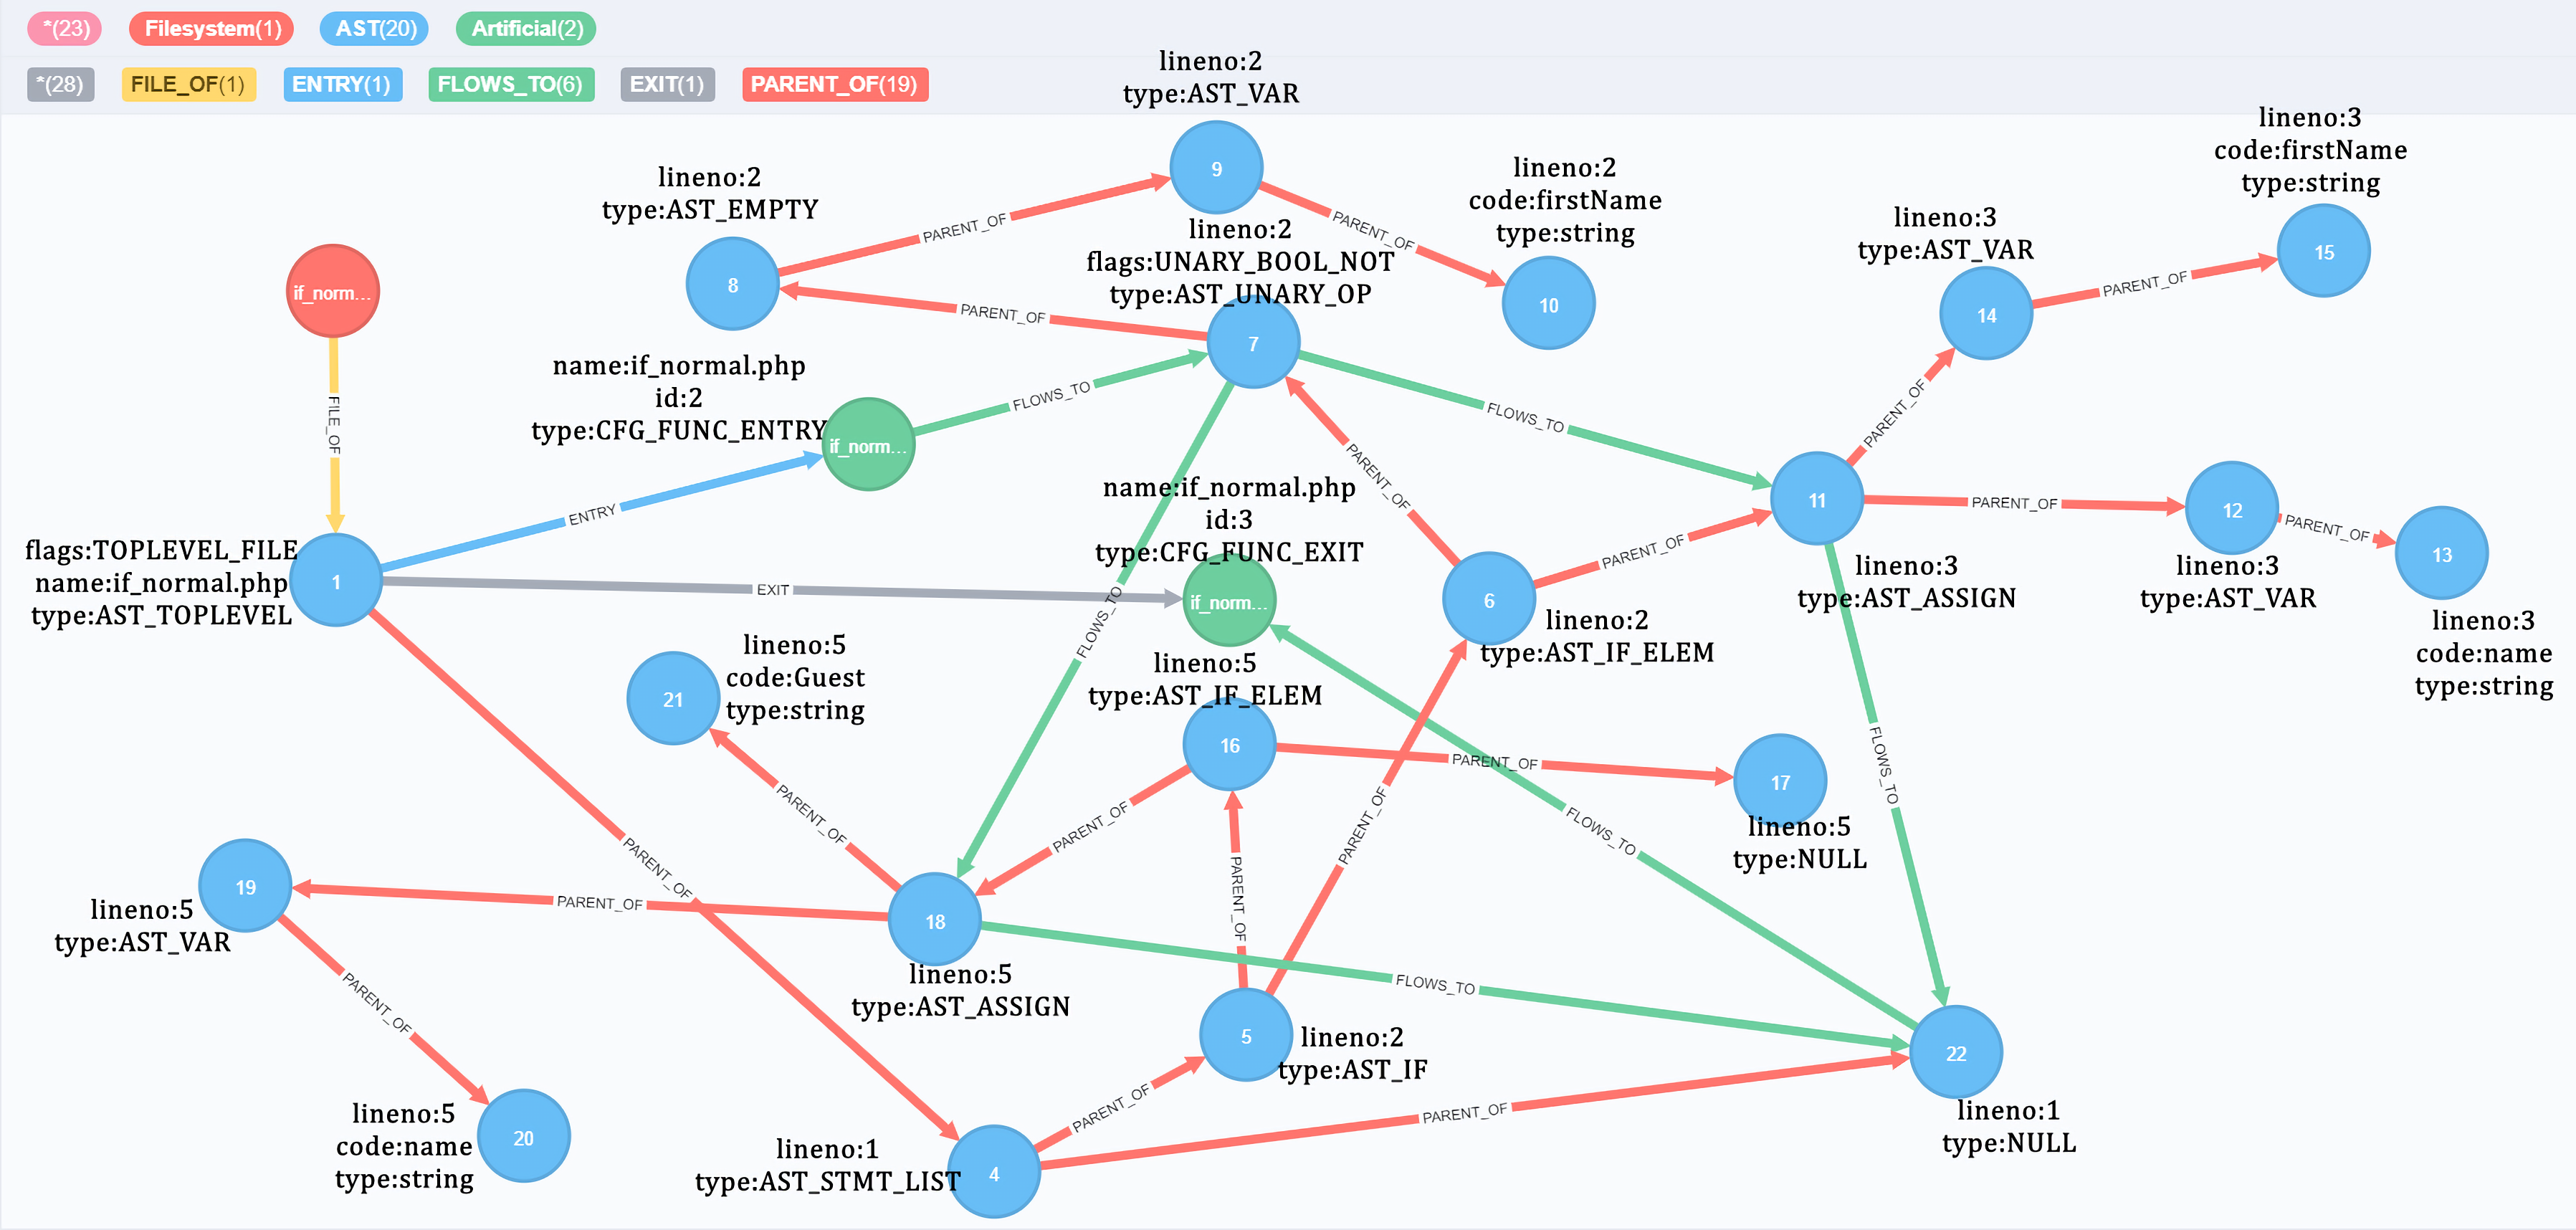 *(23) Filesystem(1) AST(20) Artificial(2)
*(28) FILE_OF(1) ENTRY(1) FLOWS_TO(6) EXIT(1) PARENT_OF(19)
lineno:2
type:AST_VAR
9
lineno:2
type:AST_EMPTY
8
PARENT_OF
PARENT_OF
lineno:2
code:firstName
type:string
10
lineno:3
code:firstName
type:string
15
lineno:3
type:AST_VAR
14
PARENT_OF
lineno:2
flags:UNARY_BOOL_NOT
type:AST_UNARY_OP
7
PARENT_OF
if_norm...
FILE_OF
name:if_normal.php
id:2
type:CFG_FUNC_ENTRY
if_norm...
FLOWS_TO
FLOWS_TO
PARENT_OF
PARENT_OF
ENTRY
name:if_normal.php
id:3
type:CFG_FUNC_EXIT
if_norm...
11
lineno:3
type:AST_ASSIGN
PARENT_OF
12
lineno:3
type:AST_VAR
PARENT_OF
13
lineno:3
code:name
type:string
flags:TOPLEVEL_FILE
name:if_normal.php
type:AST_TOPLEVEL
1
EXIT
FLOWS_TO
PARENT_OF
6
lineno:2
type:AST_IF_ELEM
21
lineno:5
code:Guest
type:string
lineno:5
type:AST_IF_ELEM
16
PARENT_OF
17
lineno:5
type:NULL
FLOWS_TO
PARENT_OF
PARENT_OF
PARENT_OF
FLOWS_TO
PARENT_OF
19
lineno:5
type:AST_VAR
PARENT_OF
PARENT_OF
18
lineno:5
type:AST_ASSIGN
FLOWS_TO
PARENT_OF
5
lineno:2
type:AST_IF
22
lineno:1
type:NULL
lineno:5
code:name
type:string
20
PARENT_OF
PARENT_OF
lineno:1
type:AST_STMT_LIST
4